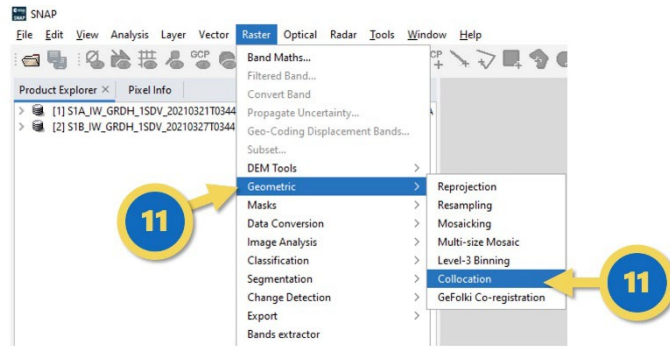 SNAP
File Edit View Analysis Layer Vector Raster Optical Radar Tools Window Help
GCP
Product Explorer × Pixel Info
> [1] S1A_IW_GRDH_1SDV_20210321T0344
> [2] S1B_IW_GRDH_1SDV_20210327T0344
Band Maths...
Filtered Band...
Convert Band
Propagate Uncertainty...
Geo-Coding Displacement Bands...
Subset...
DEM Tools >
Geometric >
Masks >
Data Conversion >
Image Analysis >
Classification >
Segmentation >
Change Detection >
Export >
Bands extractor
Reprojection
Resampling
Mosaicking
Multi-size Mosaic
Level-3 Binning
Collocation
GeFolki Co-registration
11
11